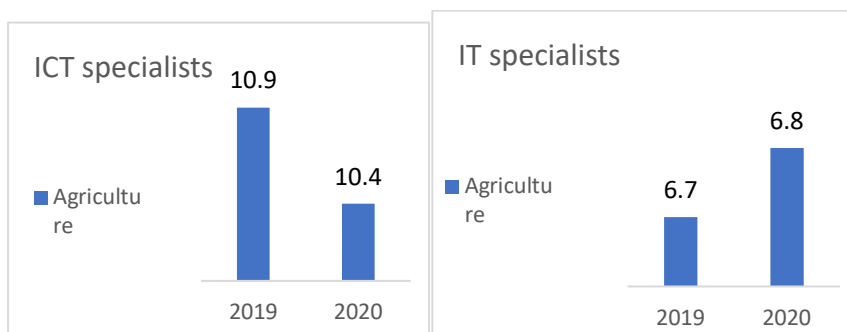 ICT specialists
10.9
10.4
Agricultu
re
2019 2020
IT specialists
6.8
6.7
Agricultu
re
2019 2020